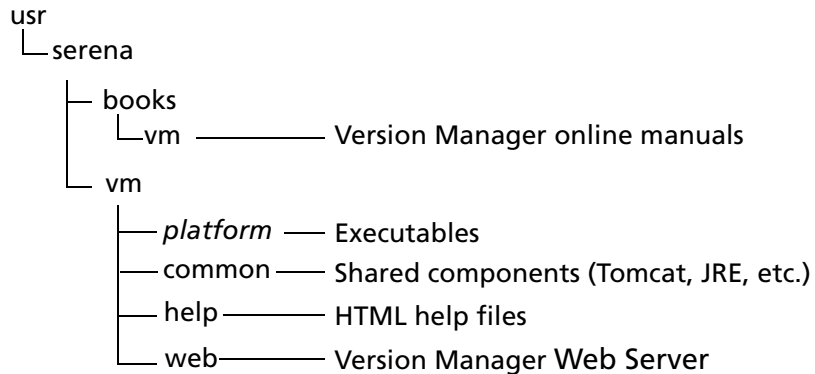 usr
serena
books
vm Version Manager online manuals
vm
platform Executables
common Shared components (Tomcat, JRE, etc.)
help HTML help files
web Version Manager Web Server